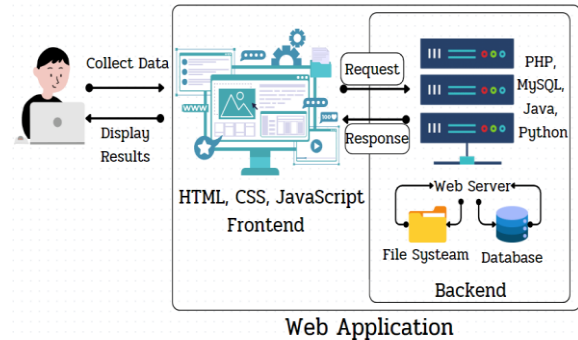 Collect Data
Display
Results
WWW
HTML, CSS, JavaScript
Frontend
Request
Response
PHP,
MySQL,
Java,
Python
Web Server
File Systeam
Database
Backend
Web Application